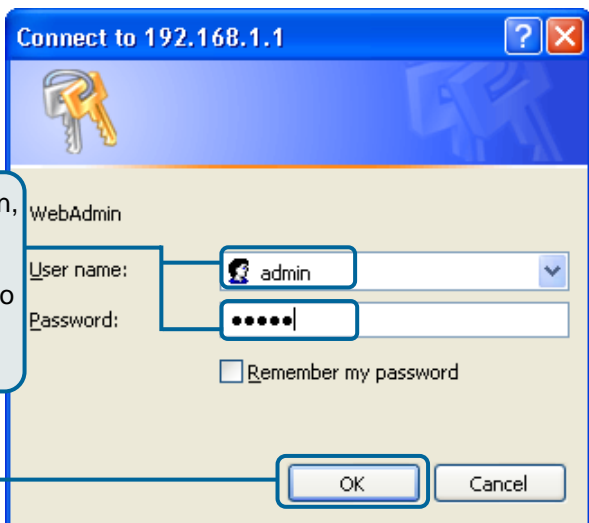 Connect to 192.168.1.1
WebAdmin
User name:
admin
o
Password:
•••••
Remember my password
OK
Cancel